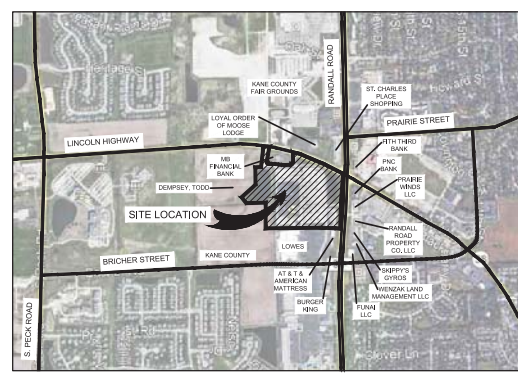 RANDALL ROAD
KANE COUNTY
FAIR GROUNDS
ST. CHARLES
PLACE
SHOPPING
LOYAL ORDER
OF MOOSE
LODGE
PRAIRIE STREET
LINCOLN HIGHWAY
FITH THIRD
BANK
MB
FINANCIAL
BANK
PNC
BANK
DEMPSEY, TODD
PRAIRIE
WINDS
LLC
SITE LOCATION
RANDALL
ROAD
PROPERTY
CO, LLC
LOWES
BRICHER STREET
KANE COUNTY
SKIPPY'S
GYROS
AT & T &
AMERICAN
MATTRESS
WENZAK LAND
MANAGEMENT LLC
BURGER
KING
FUNAI
LLC
S. PECK ROAD